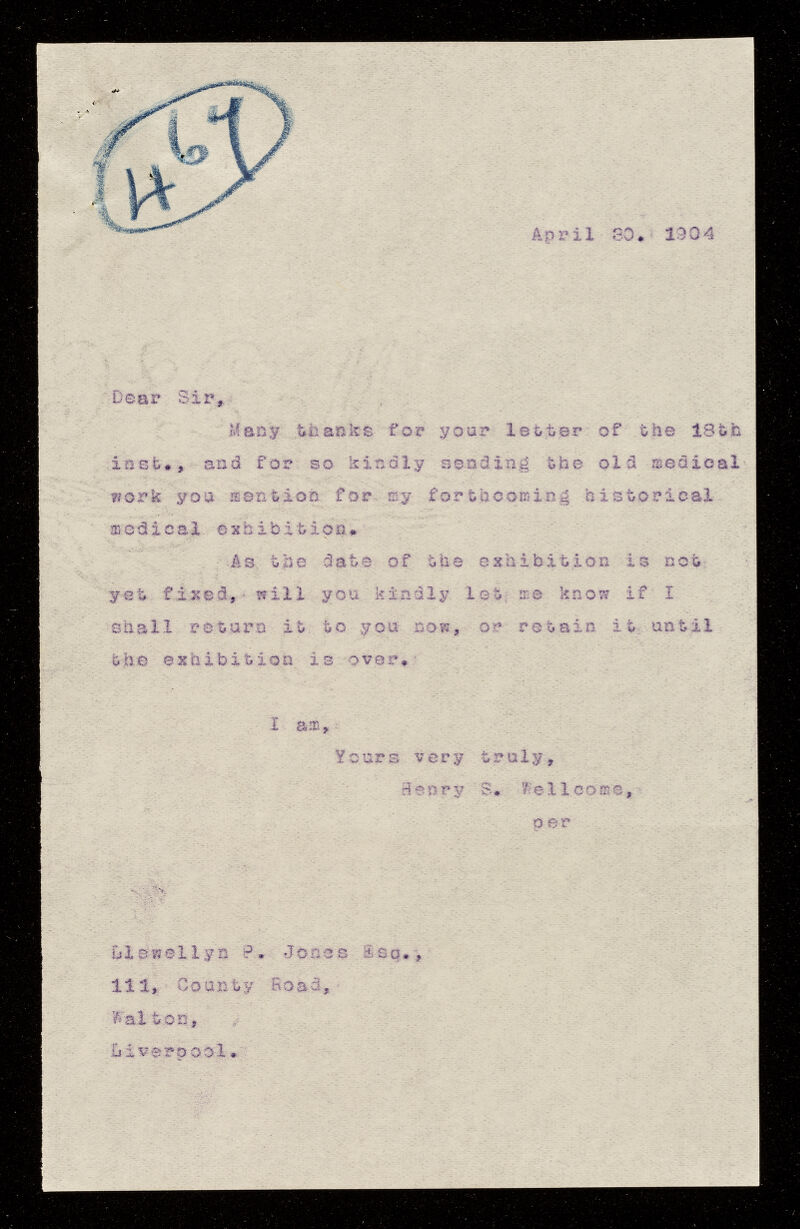 467
April 30. 1904
Dear Sir,
Many thanks for your letter of the 18th
inst., and for so kindly sending the old medical
work you mention for my forthcoming historical
medical exhibition.
As the date of the exhibition is not
yet fixed, will you kindly let me know if I
shall return it to you now, or retain it until
the exhibition is over.
I am,
Yours very truly,
Henry S. Wellcome,
per
Llewellyn P. Jones Esq.,
111, County Road,
Walton,
Liverpool.